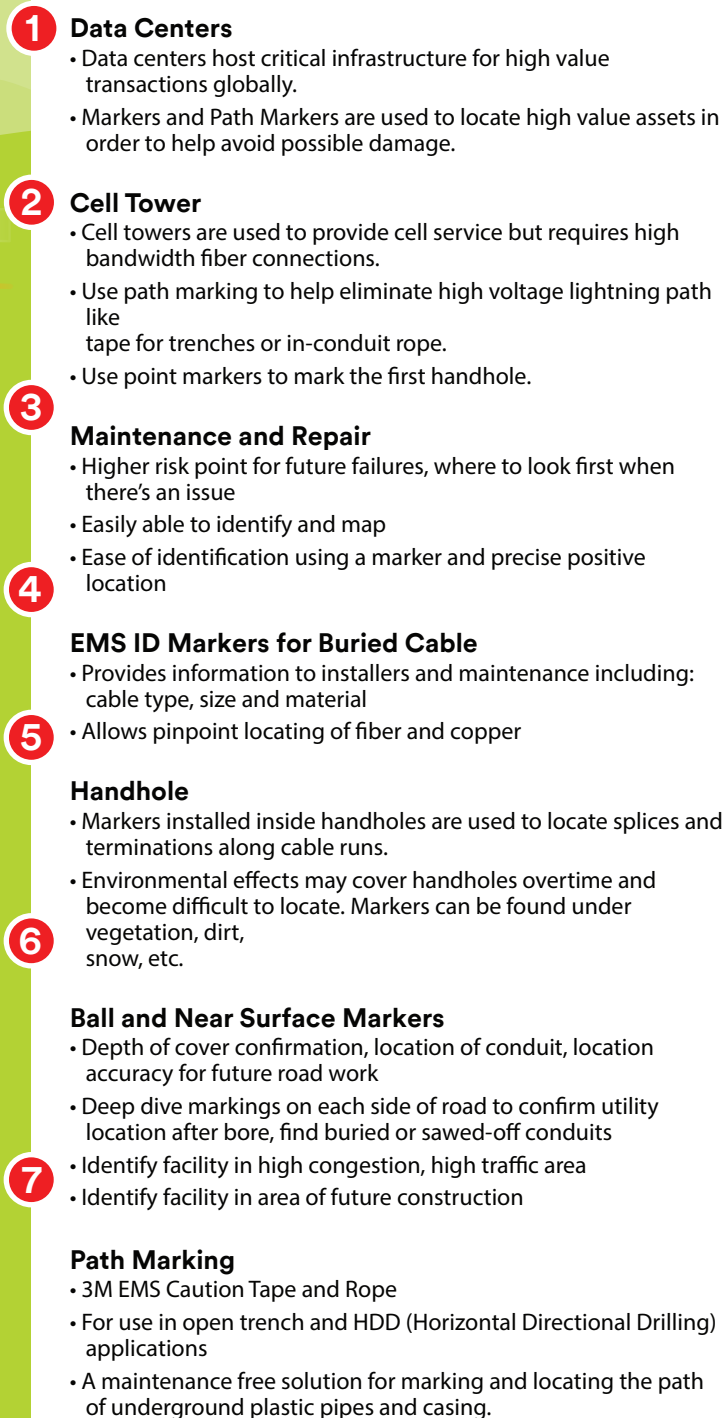 1 Data Centers
• Data centers host critical infrastructure for high value
transactions globally.
• Markers and Path Markers are used to locate high value assets in
order to help avoid possible damage.
2 Cell Tower
• Cell towers are used to provide cell service but requires high
bandwidth fiber connections.
• Use path marking to help eliminate high voltage lightning path
like
tape for trenches or in-conduit rope.
• Use point markers to mark the first handhole.
3
Maintenance and Repair
• Higher risk point for future failures, where to look first when
there’s an issue
• Easily able to identify and map
• Ease of identification using a marker and precise positive
location
4
EMS ID Markers for Buried Cable
• Provides information to installers and maintenance including:
cable type, size and material
5 • Allows pinpoint locating of fiber and copper
Handhole
• Markers installed inside handholes are used to locate splices and
terminations along cable runs.
• Environmental effects may cover handholes overtime and
become difficult to locate. Markers can be found under
6 vegetation, dirt,
snow, etc.
Ball and Near Surface Markers
• Depth of cover confirmation, location of conduit, location
accuracy for future road work
• Deep dive markings on each side of road to confirm utility
location after bore, find buried or sawed-off conduits
7 • Identify facility in high congestion, high traffic area
• Identify facility in area of future construction
Path Marking
• 3M EMS Caution Tape and Rope
• For use in open trench and HDD (Horizontal Directional Drilling)
applications
• A maintenance free solution for marking and locating the path
of underground plastic pipes and casing.